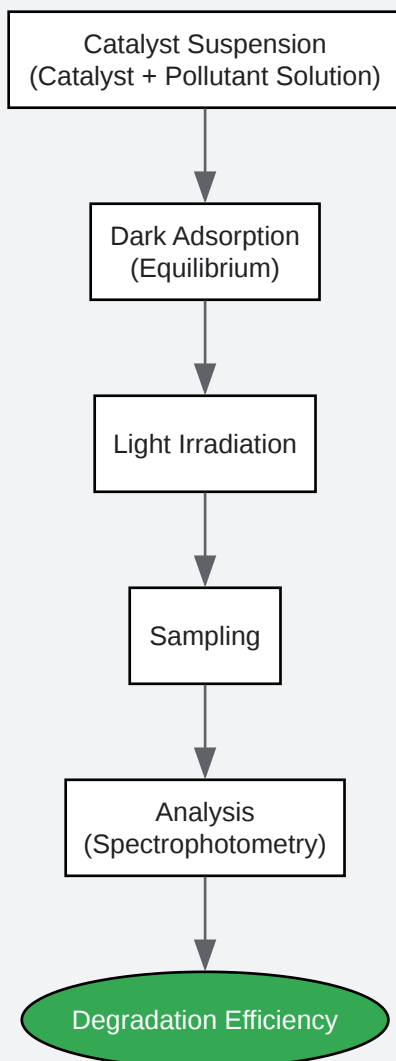 Catalyst Suspension
(Catalyst + Pollutant Solution)
Dark Adsorption
(Equilibrium)
Light Irradiation
Sampling
Analysis
(Spectrophotometry)
Degradation Efficiency